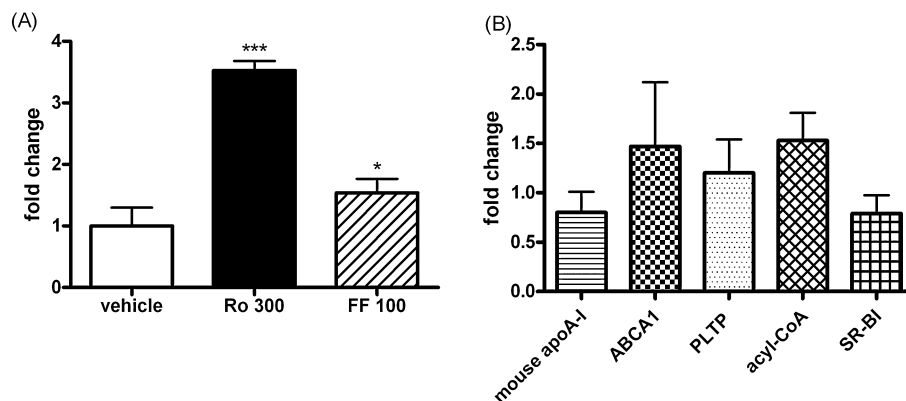 (A)
fold change
4
3
2
1
0
***
*
vehicle Ro 300 FF 100
(B)
fold change
2.5
2.0
1.5
1.0
0.5
0.0
mouse apoA-I
ABCA1
PLTP
acyl-CoA
SR-BI